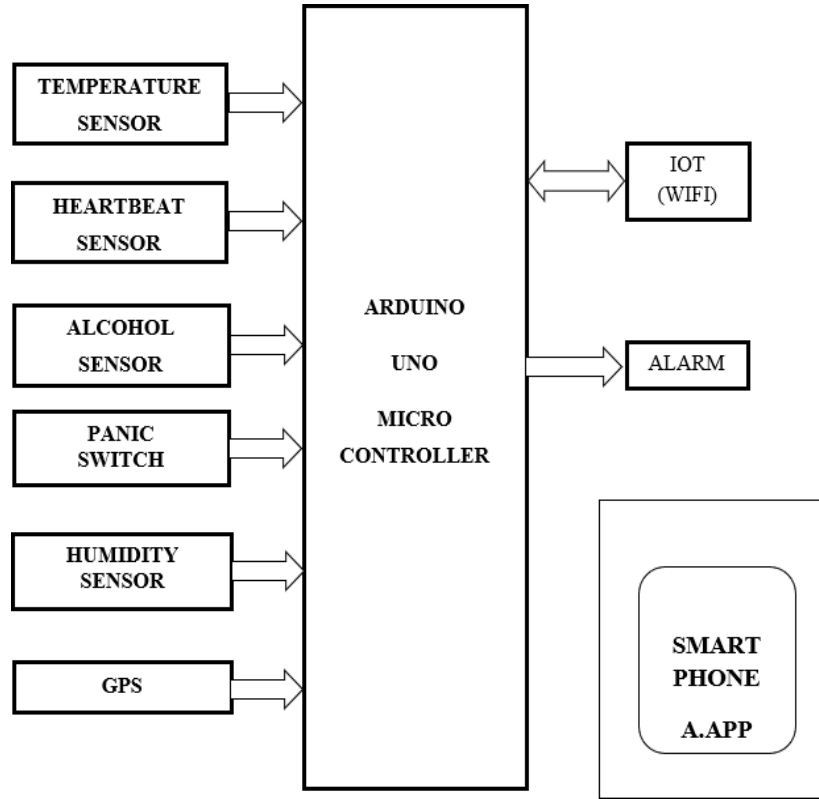 TEMPERATURE
SENSOR
HEARTBEAT
SENSOR
ALCOHOL
SENSOR
PANIC
SWITCH
HUMIDITY
SENSOR
GPS
ARDUINO
UNO
MICRO
CONTROLLER
IOT
(WIFI)
ALARM
SMART
PHONE
A.APP